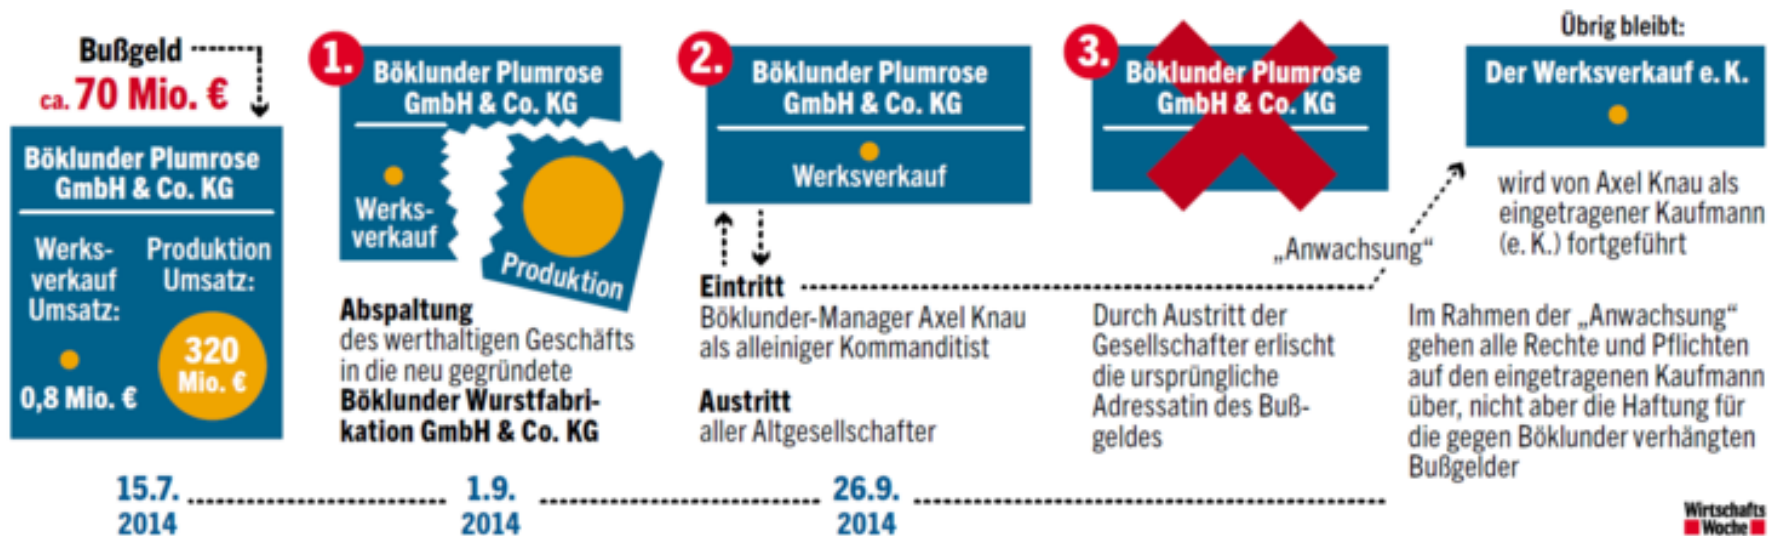 Bußgeld
ca. 70 Mio. €
Böklunder Plumrose
GmbH & Co. KG
Werks-
verkauf
Umsatz:
0,8 Mio. €
Produktion
Umsatz:
320
Mio. €
1.
Böklunder Plumrose
GmbH & Co. KG
Werks-
verkauf
Produktion
Abspaltung
des werthaltigen Geschäfts
in die neu gegründete
Böklunder Wurstfabri-
kation GmbH & Co. KG
2.
Böklunder Plumrose
GmbH & Co. KG
Werksverkauf
Eintritt
Böklunder-Manager Axel Knau
als alleiniger Kommanditist
Austritt
aller Altgesellschafter
3.
Böklunder Plumrose
GmbH & Co. KG
„Anwachsung“
Durch Austritt der
Gesellschafter erlischt
die ursprüngliche
Adressatin des Buß-
geldes
Übrig bleibt:
Der Werksverkauf e. K.
wird von Axel Knau als
eingetragener Kaufmann
(e. K.) fortgeführt
Im Rahmen der „Anwachsung“
gehen alle Rechte und Pflichten
auf den eingetragenen Kaufmann
über, nicht aber die Haftung für
die gegen Böklunder verhängten
Bußgelder
15.7.
2014
1.9.
2014
26.9.
2014
Wirtschafts
Woche